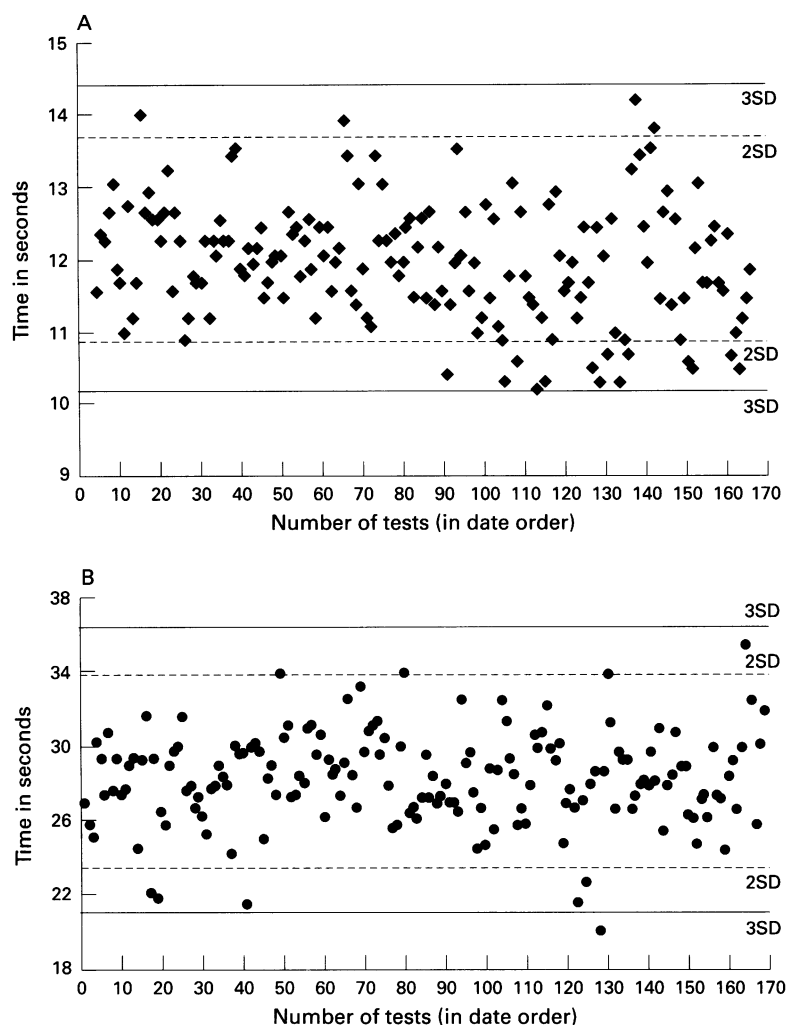 A
15
14
13
12
11
10
9
Time in seconds
3SD
2SD
2SD
3SD
0 10 20 30 40 50 60 70 80 90 100 110 120 130 140 150 160 170
Number of tests (in date order)
B
38
34
30
26
22
18
Time in seconds
3SD
2SD
2SD
3SD
0 10 20 30 40 50 60 70 80 90 100 110 120 130 140 150 160 170
Number of tests (in date order)